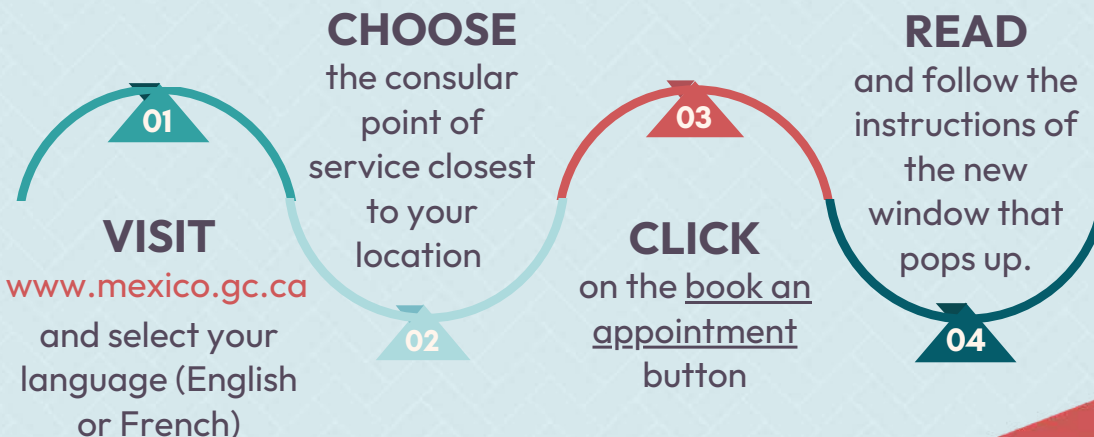 01
VISIT
www.mexico.gc.ca
and select your
language (English
or French)
CHOOSE
the consular
point of
service closest
to your
location
02
03
CLICK
on the book an
appointment
button
READ
and follow the
instructions of
the new
window that
pops up.
04